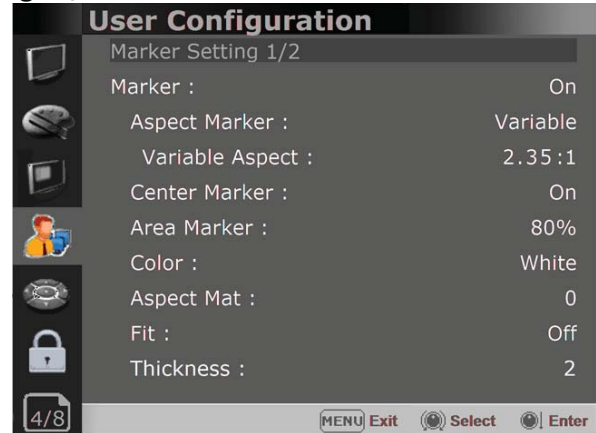 User Configuration
Marker Setting 1/2
Marker : On
Aspect Marker : Variable
Variable Aspect : 2.35:1
Center Marker : On
Area Marker : 80%
Color : White
Aspect Mat : 0
Fit : Off
Thickness : 2
4/8 MENU Exit Select Enter